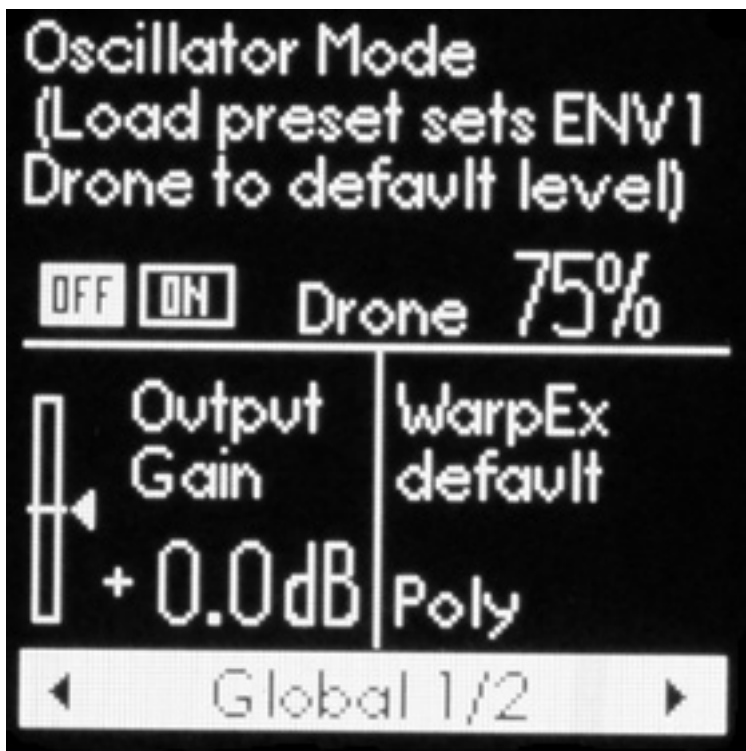 Oscillator Mode
(Load preset sets ENV1
Drone to default level)
OFF ON Drone 75%
Output
Gain
+0.0dB
WarpEx
default
Poly
Global 1/2